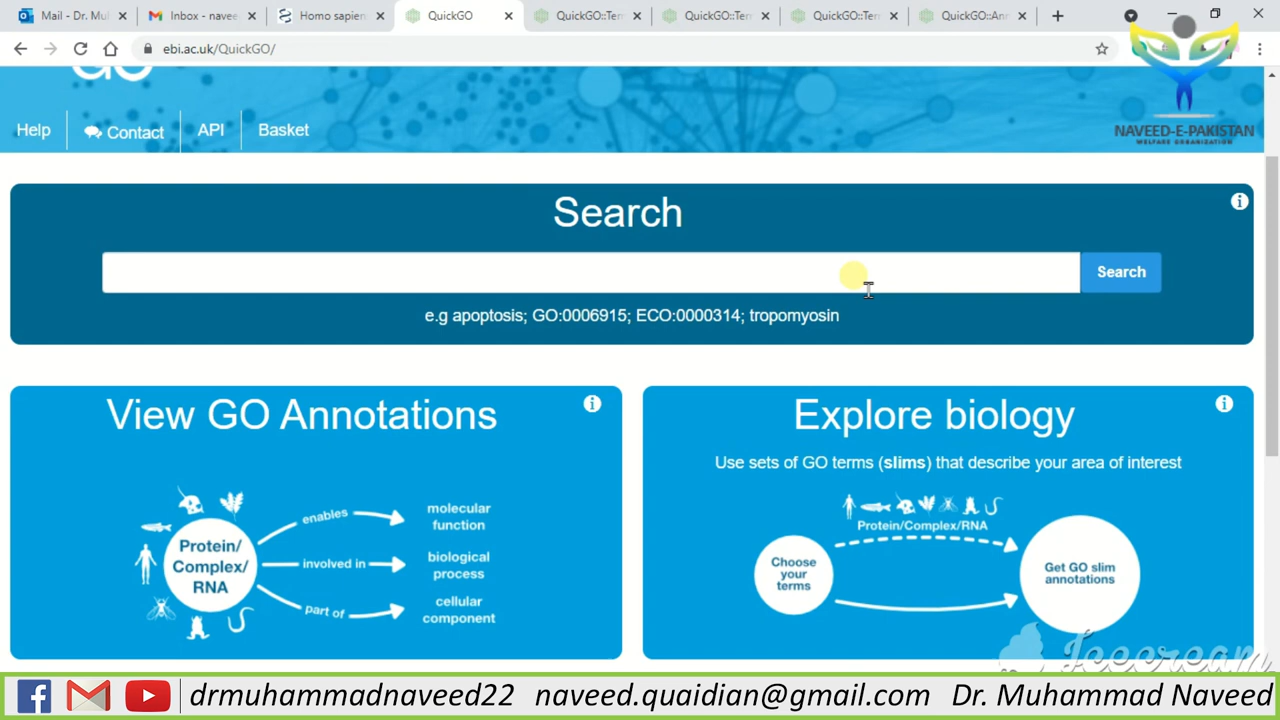 Mail - Dr. Mul
Inbox - navee
Homo sapien
QuickGO
QuickGO::Ter
QuickGO::Ter
QuickGO::Ter
QuickGO::Ann
ebi.ac.uk/QuickGO/
GO
NAVEED-E-PAKISTAN
WELFARE ORGANIZATION
Help
Contact
API
Basket
Search
Search
e.g apoptosis; GO:0006915; ECO:0000314; tropomyosin
View GO Annotations
Protein/
Complex/
RNA
enables
involved in
part of
molecular
function
biological
process
cellular
component
Explore biology
Use sets of GO terms (slims) that describe your area of interest
Protein/Complex/RNA
Choose
your
terms
Get GO slim
annotations
Icecream
drmuhammadnaveed22 naveed.quaidian@gmail.com Dr. Muhammad Naveed